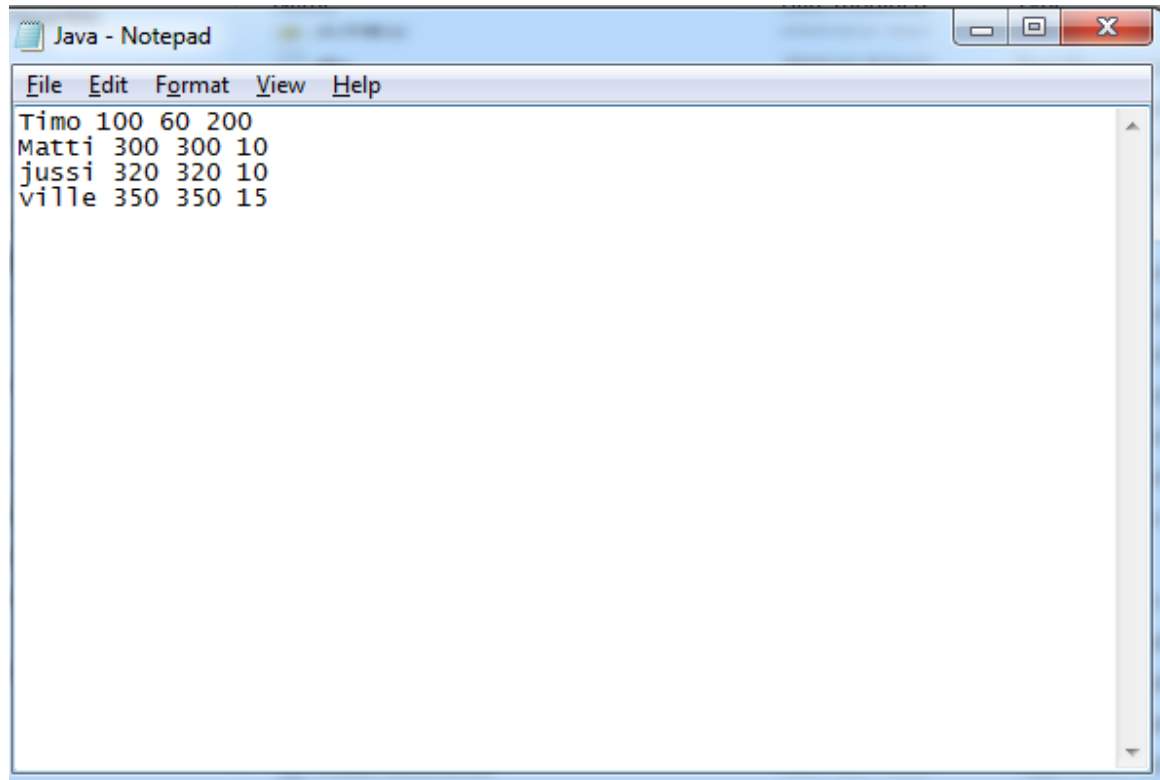 Java - Notepad
File Edit Format View Help
Timo 100 60 200
Matti 300 300 10
jussi 320 320 10
ville 350 350 15